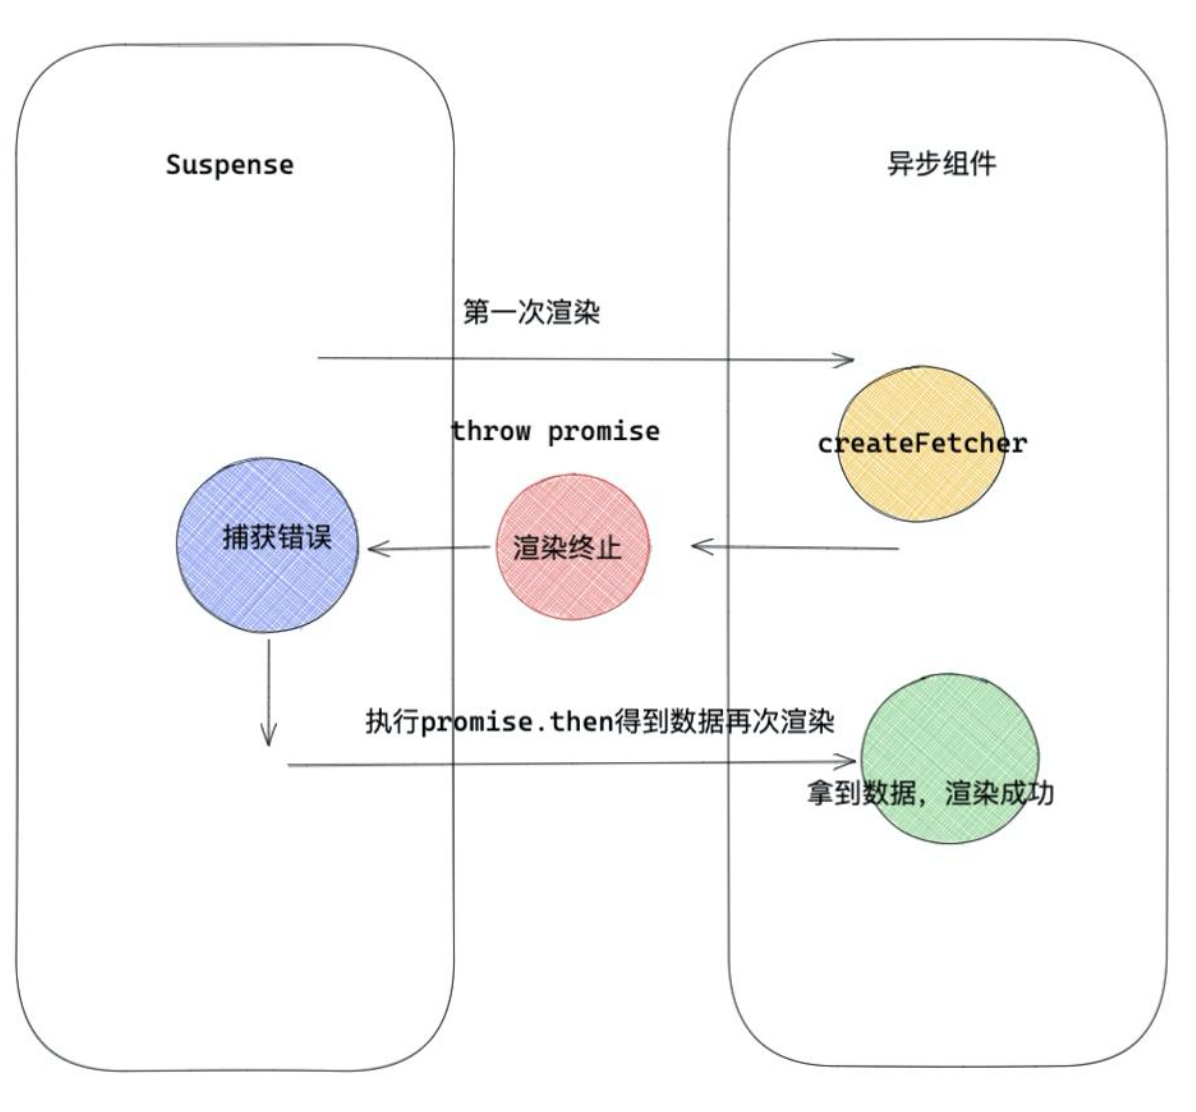 Suspense
异步组件
第一次渲染
throw promise
createFetcher
捕获错误
渲染终止
执行promise.then得到数据再次渲染
拿到数据，渲染成功